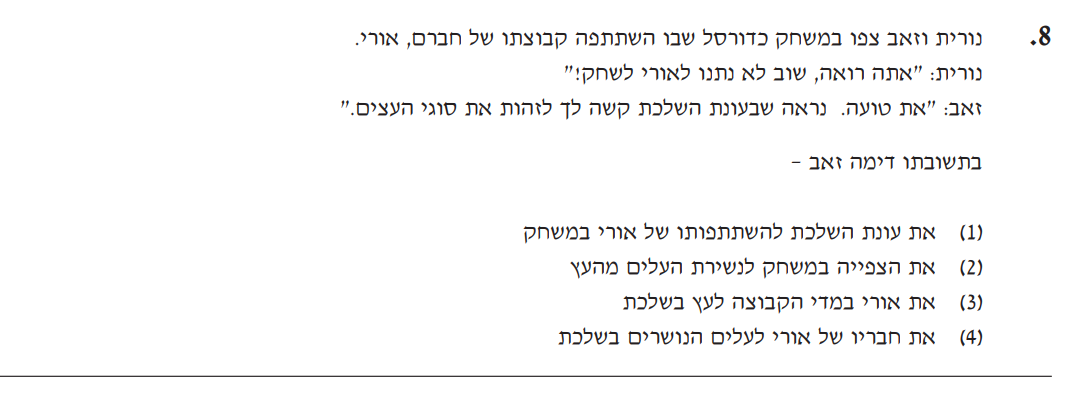 8. נורית וזאב צפו במשחק כדורסל שבו השתתפה קבוצתו של חברם, אורי.
נורית: "אתה רואה, שוב לא נתנו לאורי לשחק!"
זאב: "את טועה. נראה שבעונת השלכת קשה לך לזהות את סוגי העצים."
בתשובתו דימה זאב –
(1) את עונת השלכת להשתתפותו של אורי במשחק
(2) את הצפייה במשחק לנשירת העלים מהעץ
(3) את אורי במדי הקבוצה לעץ בשלכת
(4) את חבריו של אורי לעלים הנושרים בשלכת